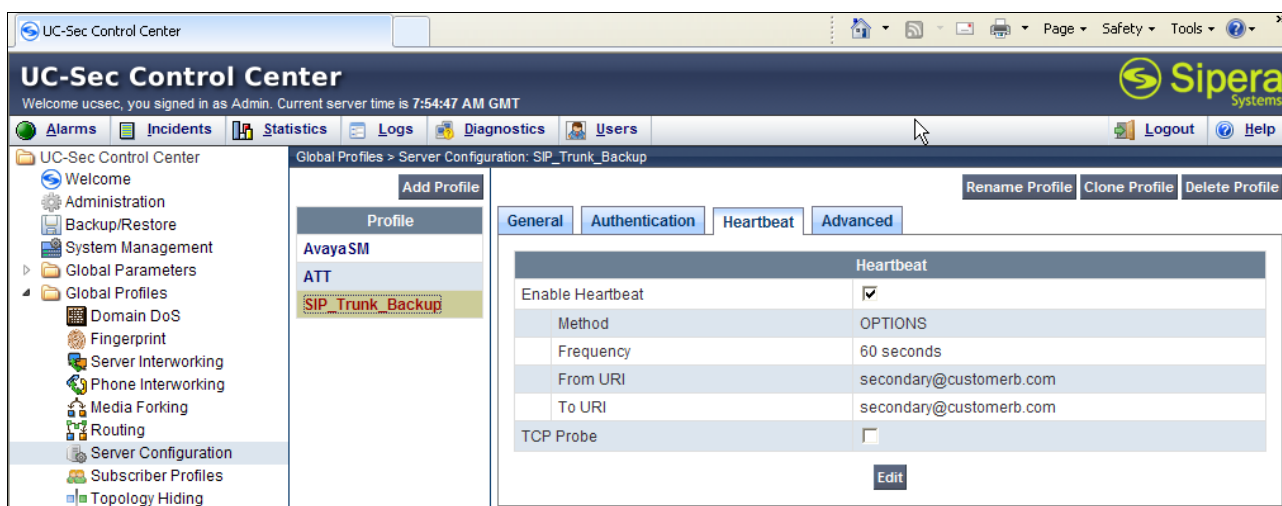 UC-Sec Control Center
Page Safety Tools
UC-Sec Control Center
Welcome ucsec, you signed in as Admin. Current server time is 7:54:47 AM GMT
Sipera Systems
Alarms Incidents Statistics Logs Diagnostics Users Logout Help
UC-Sec Control Center
Welcome
Administration
Backup/Restore
System Management
Global Parameters
Global Profiles
Domain DoS
Fingerprint
Server Interworking
Phone Interworking
Media Forking
Routing
Server Configuration
Subscriber Profiles
Topology Hiding
Global Profiles > Server Configuration: SIP_Trunk_Backup
Add Profile
Rename Profile Clone Profile Delete Profile
Profile
AvayaSM
ATT
SIP_Trunk_Backup
General Authentication Heartbeat Advanced
Heartbeat
Enable Heartbeat
Method OPTIONS
Frequency 60 seconds
From URI secondary@customerb.com
To URI secondary@customerb.com
TCP Probe
Edit